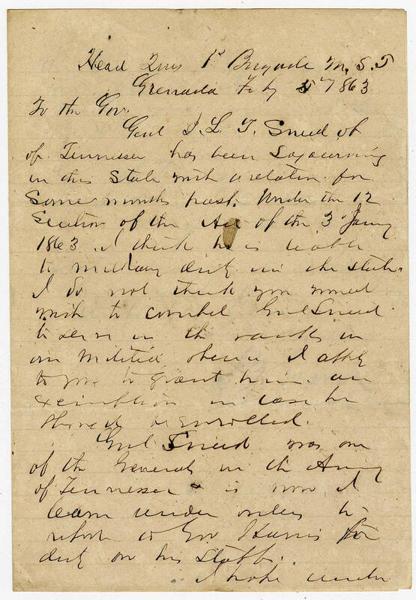 Head Qrs 1st Brigade M. S. T
Grenada Feby 5th 1863
To the Gov.
Genl J. L. T. Sneed of
of Tennessee has been Sojourning
in this State with a relation for
Some months past. Under the 12
Section of the Act of the 3 Jany
1863 I think he is liable
to military duty in the state
I do not think you would
wish to compel Genl Sneed
to serve in the ranks in
our Militia hence I apply
to you to grant him an
exemption in case he
should be enrolled.
Genl Sneed was one
of the Generals in the Army
of Tennessee & is now I
learn under orders to
report to Gov Harris for
duty on his Staff.
I hope under